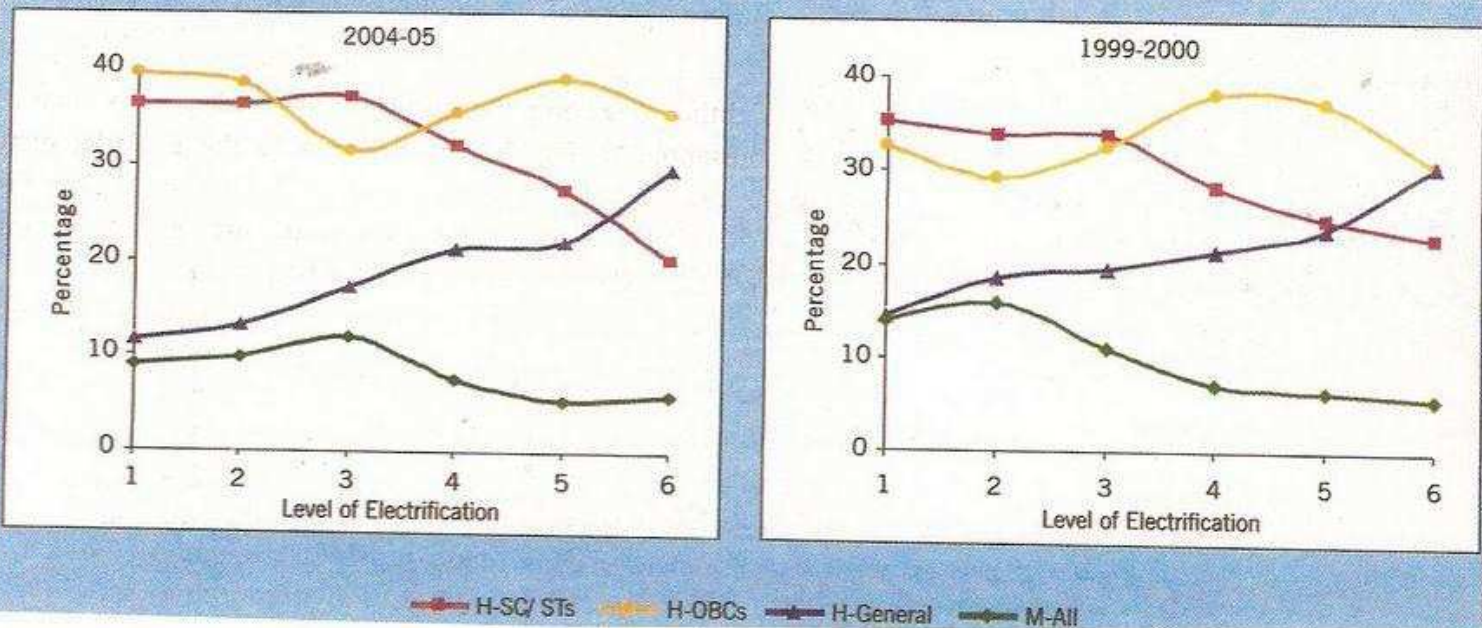 2004-05
40
30
20
10
0
Percentage
1 2 3 4 5 6
Level of Electrification
1999-2000
40
30
20
10
0
Percentage
1 2 3 4 5 6
Level of Electrification
H-SC/ STs H-OBCs H-General M-All